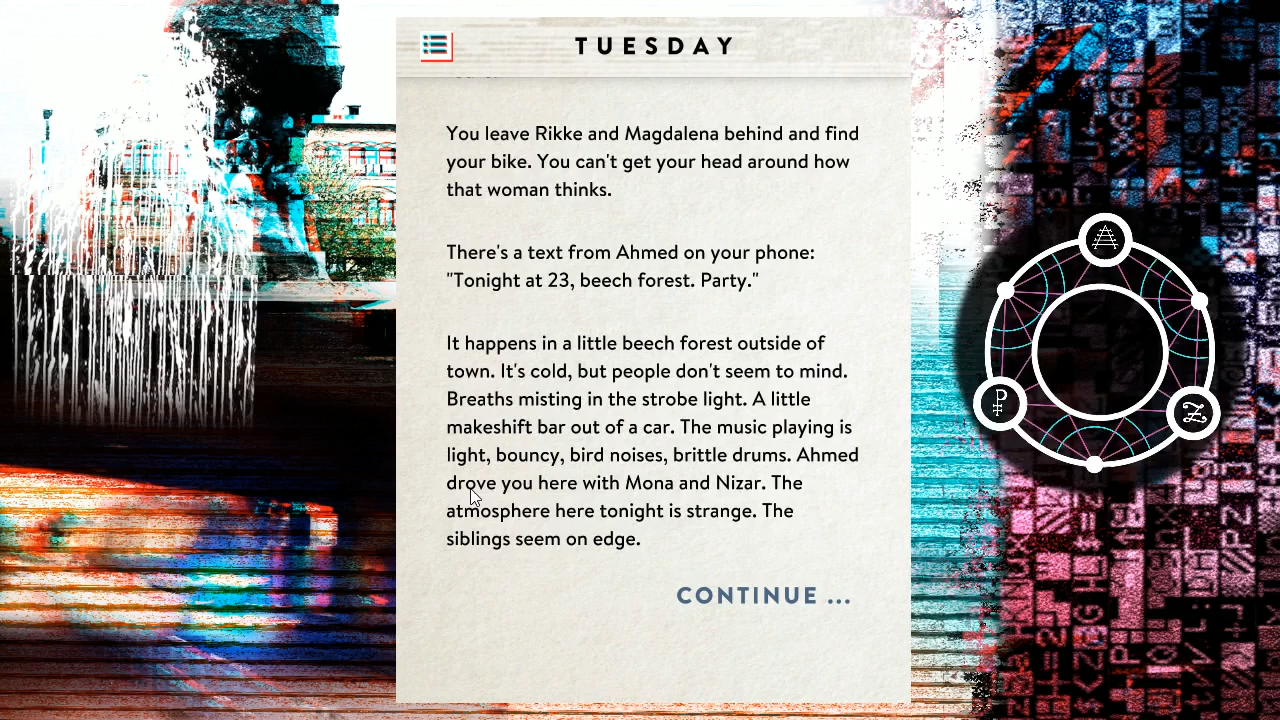 TUESDAY
You leave Rikke and Magdalena behind and find
your bike. You can't get your head around how
that woman thinks.
There's a text from Ahmed on your phone:
"Tonight at 23, beech forest. Party."
It happens in a little beech forest outside of
town. It's cold, but people don't seem to mind.
Breaths misting in the strobe light. A little
makeshift bar out of a car. The music playing is
light, bouncy, bird noises, brittle drums. Ahmed
drove you here with Mona and Nizar. The
atmosphere here tonight is strange. The
siblings seem on edge.
CONTINUE ...